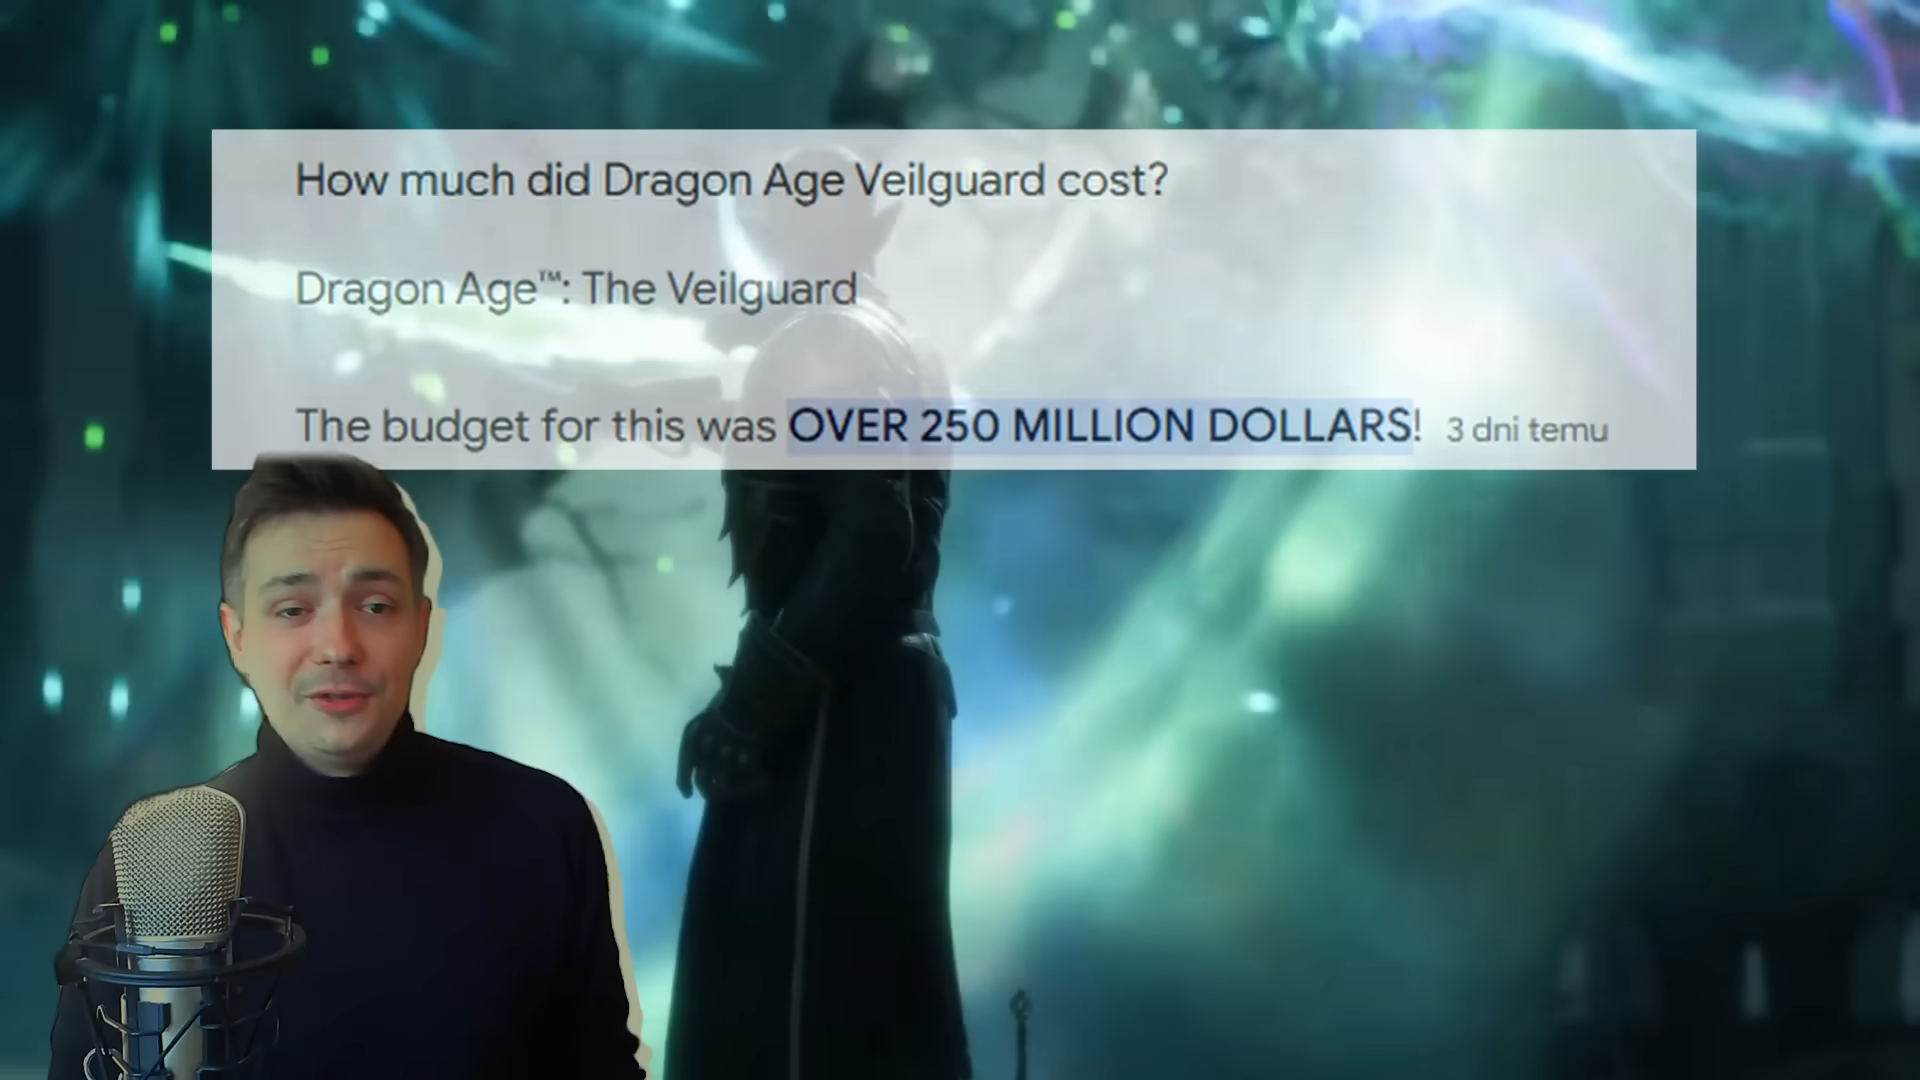 How much did Dragon Age Veilguard cost?
Dragon Age™: The Veilguard
The budget for this was OVER 250 MILLION DOLLARS! 3 dni temu